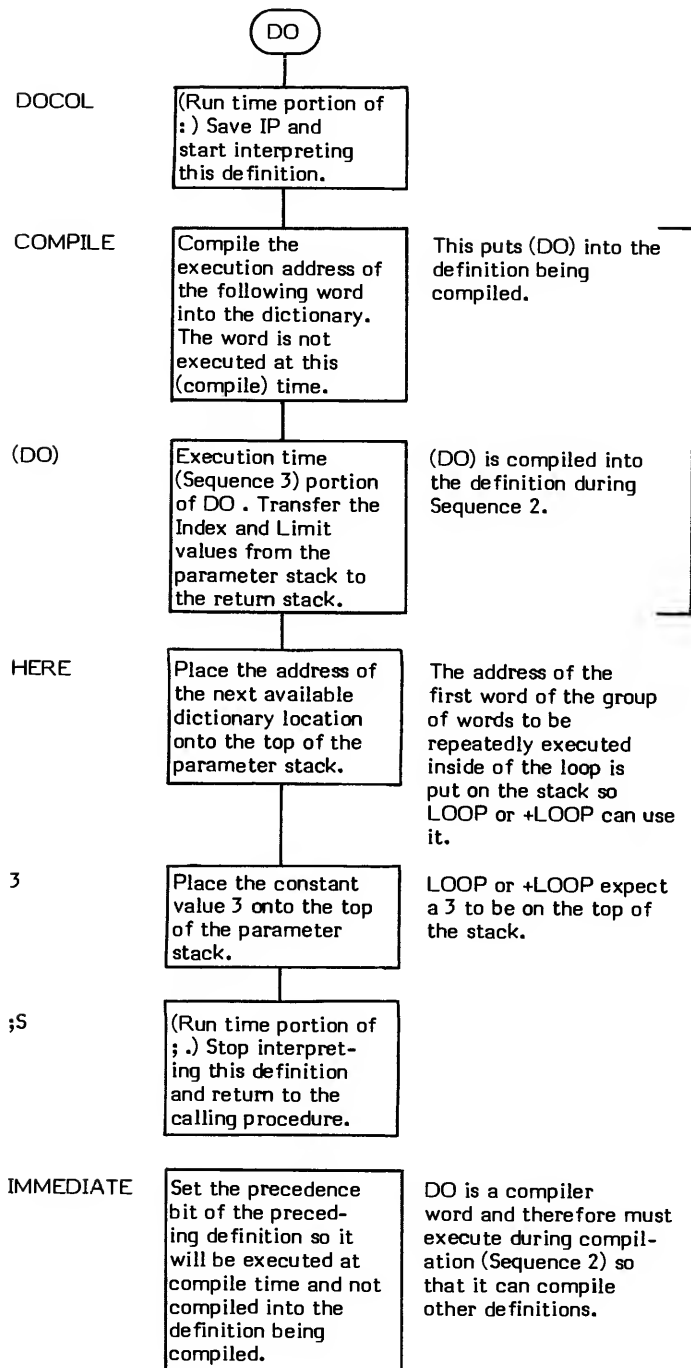 DO
DOCOL
(Run time portion of
: ) Save IP and
start interpreting
this definition.
COMPILE
Compile the
execution address of
the following word
into the dictionary.
The word is not
executed at this
(compile) time.
This puts (DO) into the
definition being
compiled.
(DO)
Execution time
(Sequence 3) portion
of DO . Transfer the
Index and Limit
values from the
parameter stack to
the return stack.
(DO) is compiled into
the definition during
Sequence 2.
HERE
Place the address of
the next available
dictionary location
onto the top of the
parameter stack.
The address of the
first word of the group
of words to be
repeatedly executed
inside of the loop is
put on the stack so
LOOP or +LOOP can use
it.
3
Place the constant
value 3 onto the top
of the parameter
stack.
LOOP or +LOOP expect
a 3 to be on the top of
the stack.
;S
(Run time portion of
; .) Stop interpret-
ing this definition
and return to the
calling procedure.
IMMEDIATE
Set the precedence
bit of the preced-
ing definition so it
will be executed at
compile time and not
compiled into the
definition being
compiled.
DO is a compiler
word and therefore must
execute during compil-
ation (Sequence 2) so
that it can compile
other definitions.